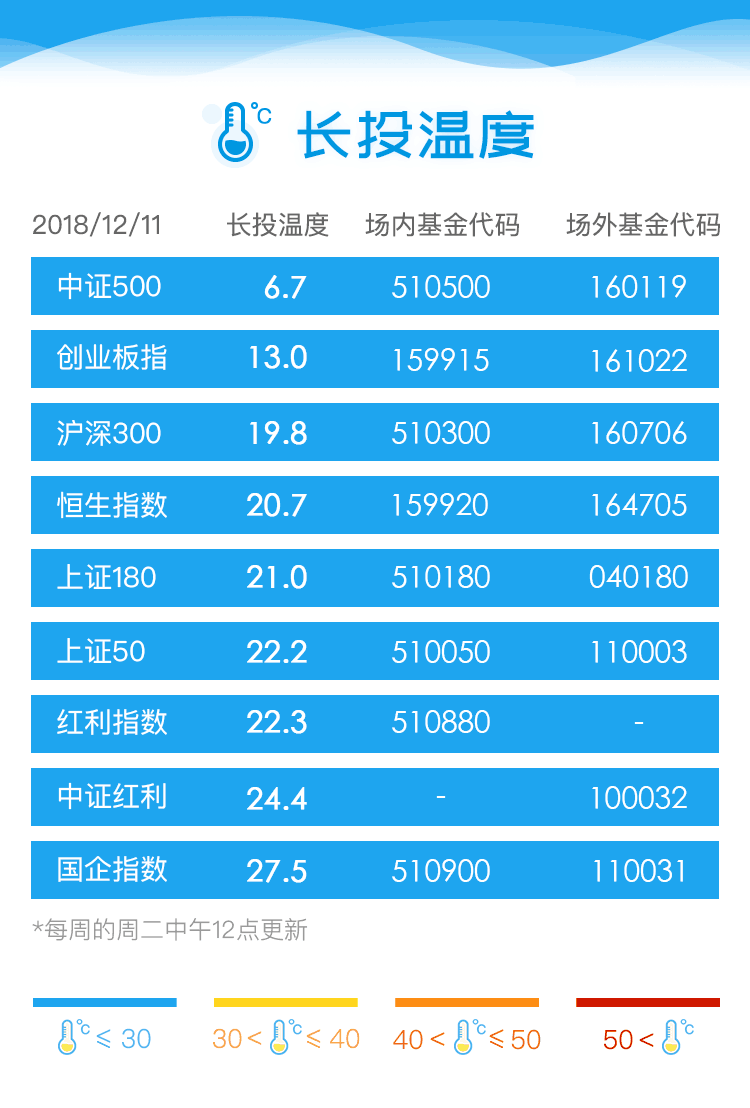 ℃ 长投温度
2018/12/11 长投温度 场内基金代码 场外基金代码
中证500 6.7 510500 160119
创业板指 13.0 159915 161022
沪深300 19.8 510300 160706
恒生指数 20.7 159920 164705
上证180 21.0 510180 040180
上证50 22.2 510050 110003
红利指数 22.3 510880 -
中证红利 24.4 - 100032
国企指数 27.5 510900 110031
*每周的周二中午12点更新
℃ ≤ 30 30 < ℃ ≤ 40 40 < ℃ ≤ 50 50 < ℃